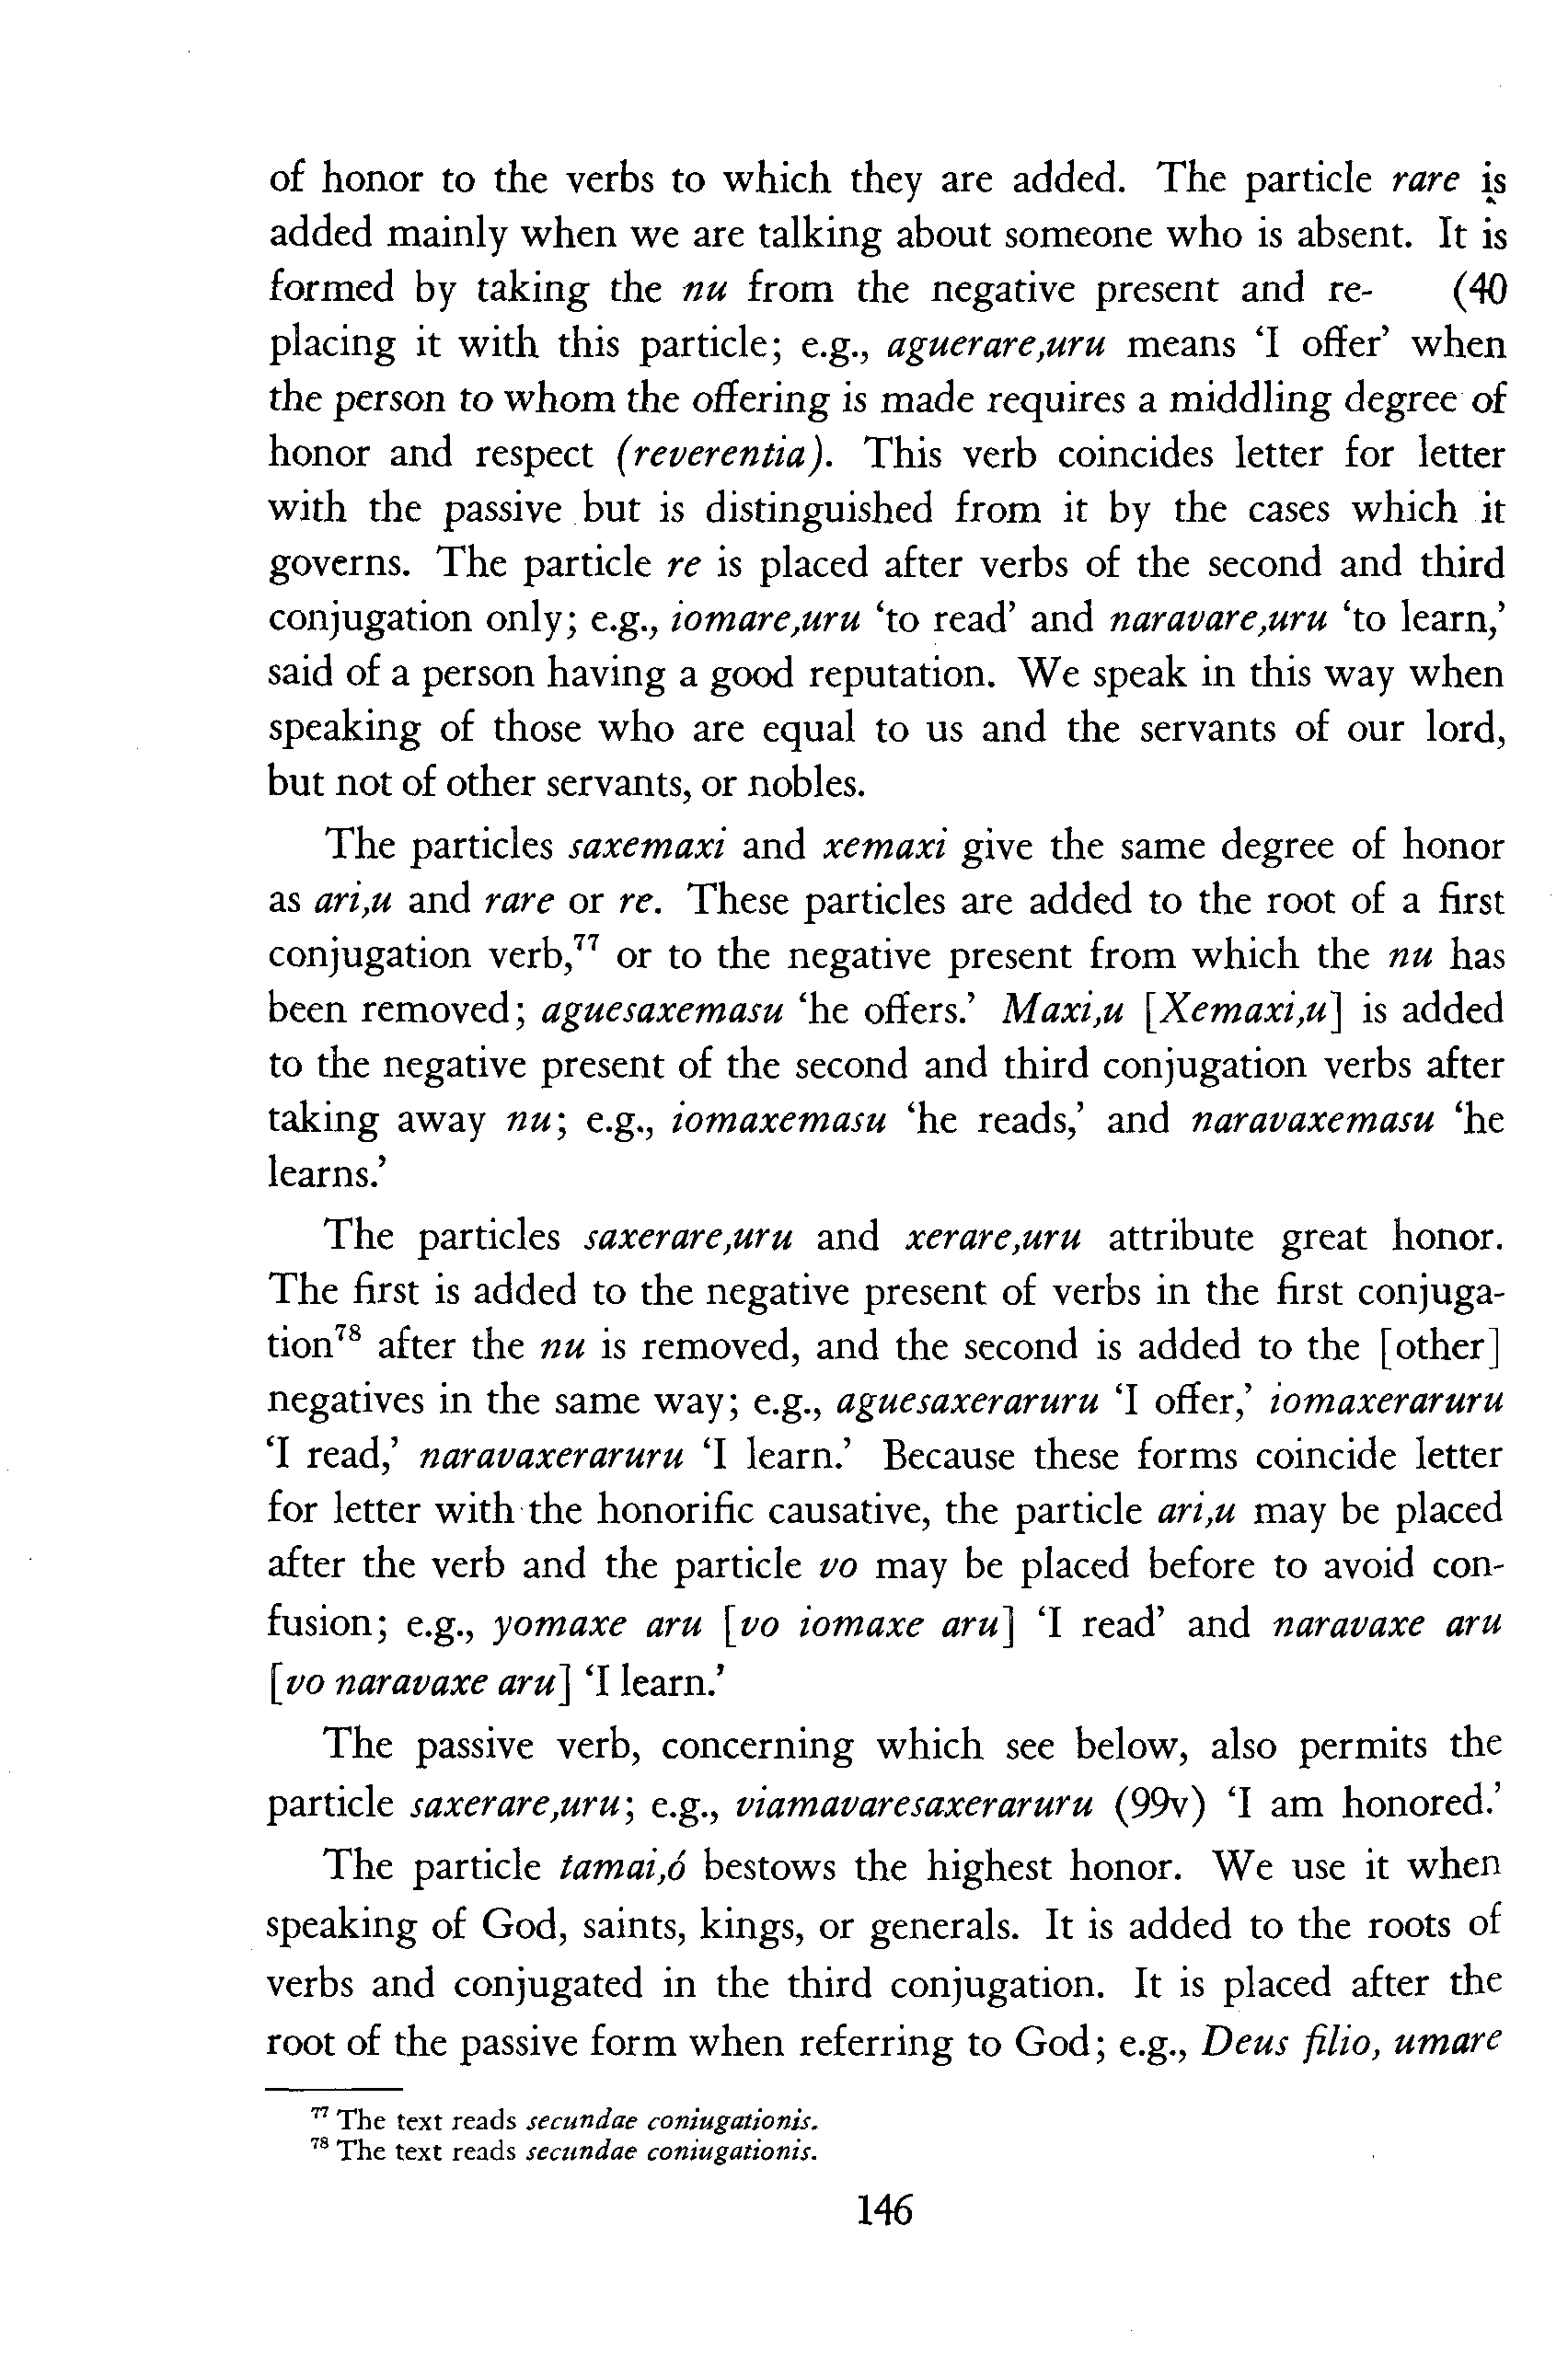 of honor to the verbs to which they are added. The particle rare is
added mainly when we are talking about someone who is absent. It is
formed by taking the nu from the negative present and re- (40
placing it with this particle; e.g., aguerare,uru means ‘I offer’ when
the person to whom the offering is made requires a middling degree of
honor and respect (reverentia). This verb coincides letter for letter
with the passive but is distinguished from it by the cases which it
governs. The particle re is placed after verbs of the second and third
conjugation only; e.g., iomare,uru ‘to read’ and naravare,uru ‘to learn,’
said of a person having a good reputation. We speak in this way when
speaking of those who are equal to us and the servants of our lord,
but not of other servants, or nobles.
The particles saxemaxi and xemaxi give the same degree of honor
as ari,u and rare or re. These particles are added to the root of a first
conjugation verb,⁷⁷ or to the negative present from which the nu has
been removed; aguesaxemasu ‘he offers.’ Maxi,u [Xemaxi,u] is added
to the negative present of the second and third conjugation verbs after
taking away nu; e.g., iomaxemasu ‘he reads,’ and naravaxemasu ‘he
learns.’
The particles saxerare,uru and xerare,uru attribute great honor.
The first is added to the negative present of verbs in the first conjuga-
tion⁷⁸ after the nu is removed, and the second is added to the [other]
negatives in the same way; e.g., aguesaxeraruru ‘I offer,’ iomaxeraruru
‘I read,’ naravaxeraruru ‘I learn.’ Because these forms coincide letter
for letter with the honorific causative, the particle ari,u may be placed
after the verb and the particle vo may be placed before to avoid con-
fusion; e.g., yomaxe aru [vo iomaxe aru] ‘I read’ and naravaxe aru
[vo naravaxe aru] ‘I learn.’
The passive verb, concerning which see below, also permits the
particle saxerare,uru; e.g., viamavaresaxeraruru (99v) ‘I am honored.’
The particle tamai,ó bestows the highest honor. We use it when
speaking of God, saints, kings, or generals. It is added to the roots of
verbs and conjugated in the third conjugation. It is placed after the
root of the passive form when referring to God; e.g., Deus filio, umare
⁷⁷ The text reads secundae coniugationis.
⁷⁸ The text reads secundae coniugationis.
146